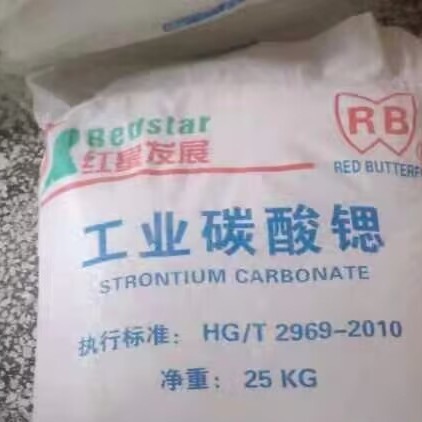 Redstar
红星发展
RB
RED BUTTERF
工业碳酸锶
STRONTIUM CARBONATE
执行标准： HG/T 2969-2010
净重： 25 KG